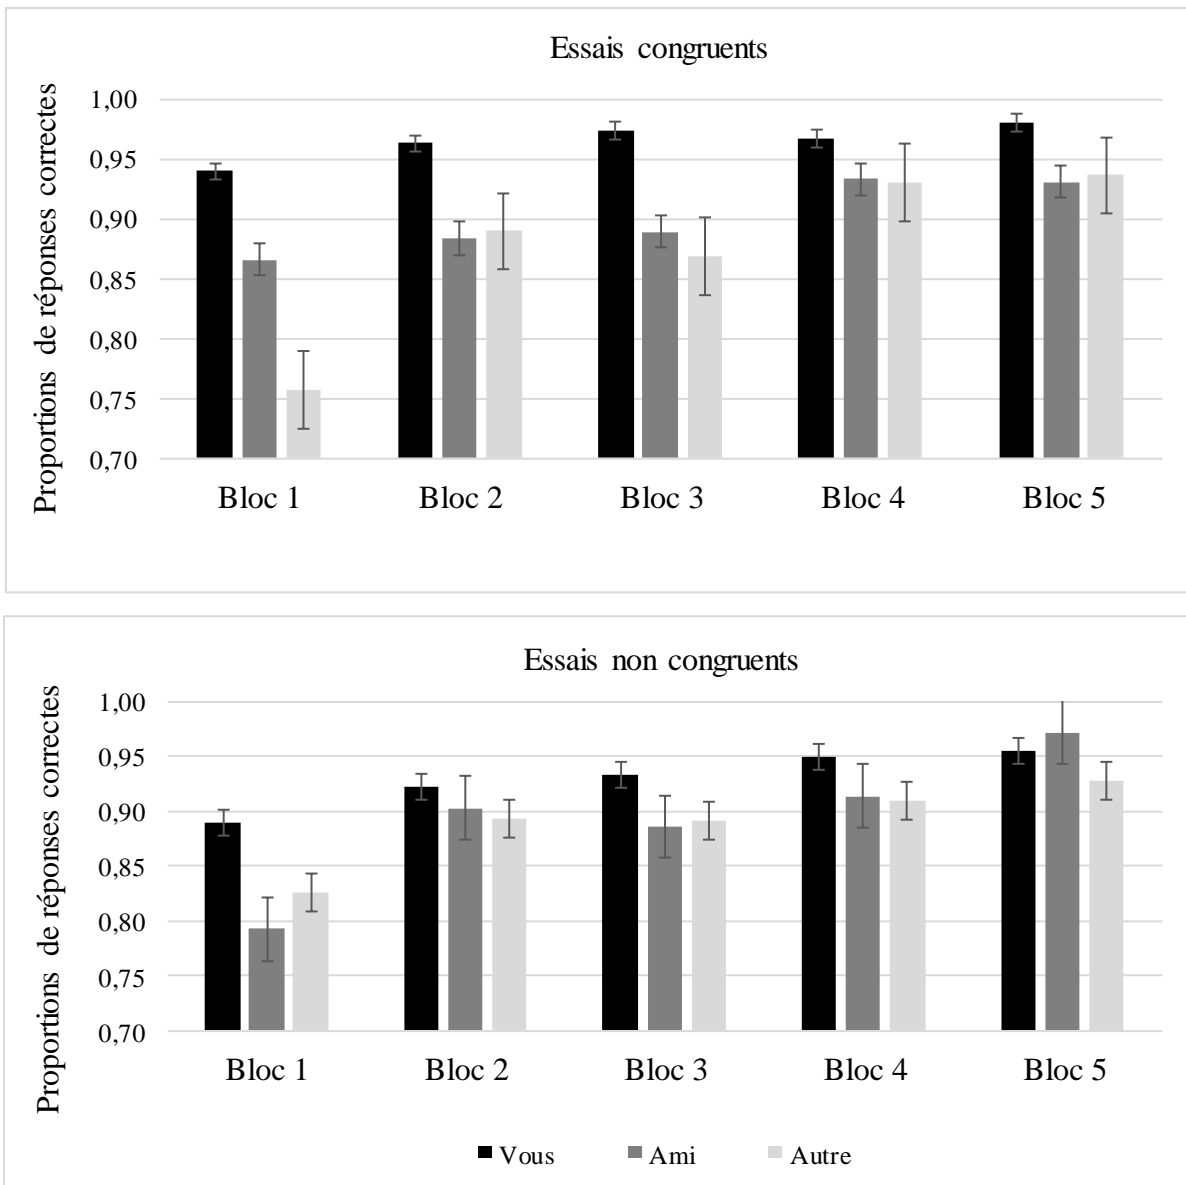 Essais congruents
Proportions de réponses correctes
1,00
0,95
0,90
0,85
0,80
0,75
0,70
Bloc 1 Bloc 2 Bloc 3 Bloc 4 Bloc 5
Essais non congruents
Proportions de réponses correctes
1,00
0,95
0,90
0,85
0,80
0,75
0,70
Bloc 1 Bloc 2 Bloc 3 Bloc 4 Bloc 5
Vous Ami Autre